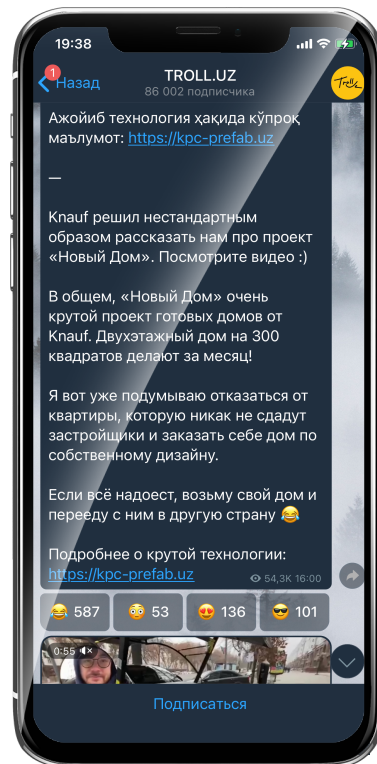 19:38
1
Назад
TROLL.UZ
86 002 подписчика
Troll
Ажойиб технология ҳақида кўпроқ
маълумот: https://kpc-prefab.uz
—
Knauf решил нестандартным
образом рассказать нам про проект
«Новый Дом». Посмотрите видео :)
В общем, «Новый Дом» очень
крутой проект готовых домов от
Knauf. Двухэтажный дом на 300
квадратов делают за месяц!
Я вот уже подумываю отказаться от
квартиры, которую никак не сдадут
застройщики и заказать себе дом по
собственному дизайну.
Если всё надоест, возьму свой дом и
перееду с ним в другую страну 😂
Подробнее о крутой технологии:
https://kpc-prefab.uz
54,3K 16:00
😂 587 😳 53 😍 136 😎 101
0:55
Подписаться